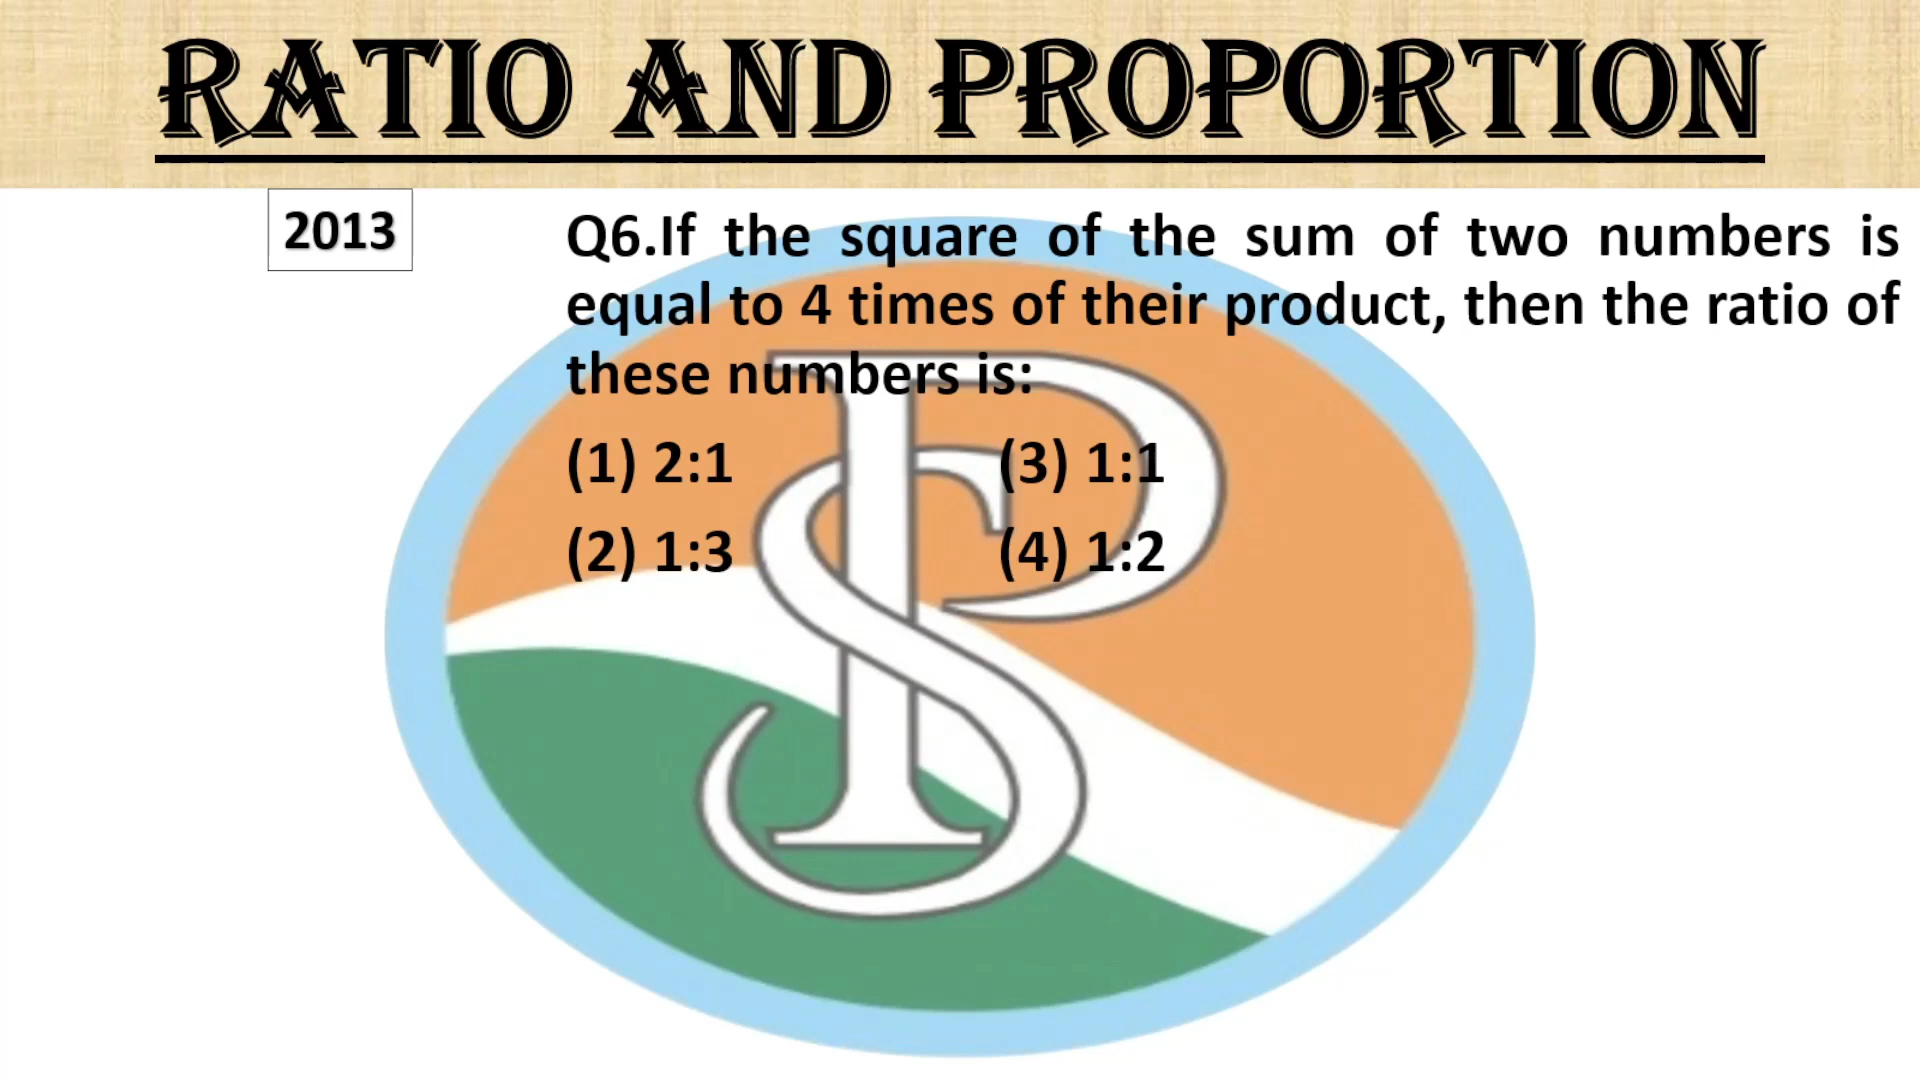 RATIO AND PROPORTION
2013
Q6.If the square of the sum of two numbers is
equal to 4 times of their product, then the ratio of
these numbers is:
(1) 2:1 (3) 1:1
(2) 1:3 (4) 1:2